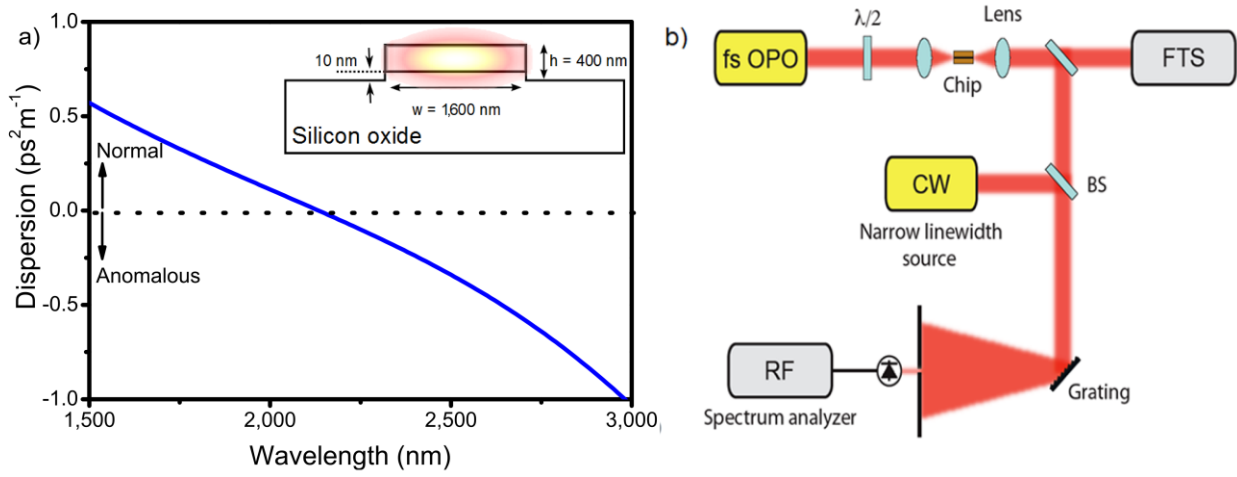 a)
1.0
0.5
0.0
-0.5
-1.0
Dispersion (ps²m⁻¹)
Normal
Anomalous
10 nm
h = 400 nm
w = 1,600 nm
Silicon oxide
1,500
2,000
2,500
3,000
Wavelength (nm)
b)
λ/2
Lens
fs OPO
Chip
FTS
CW
BS
Narrow linewidth
source
RF
Spectrum analyzer
Grating